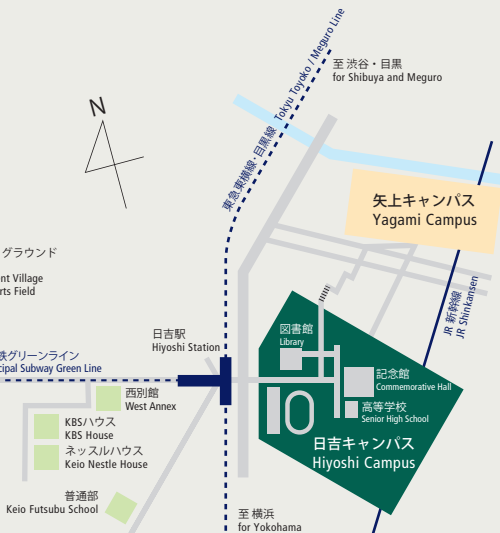 東急東横線・目黒線 Tokyu Toyoko / Meguro Line
至 渋谷・目黒
for Shibuya and Meguro
N
矢上キャンパス
Yagami Campus
グラウンド
nt Village
rts Field
JR 新幹線
JR Shinkansen
日吉駅
Hiyoshi Station
鉄グリーンライン
cipal Subway Green Line
図書館
Library
記念館
Commemorative Hall
高等学校
Senior High School
日吉キャンパス
Hiyoshi Campus
西別館
West Annex
KBSハウス
KBS House
ネッスルハウス
Keio Nestle House
普通部
Keio Futsubu School
至 横浜
for Yokohama